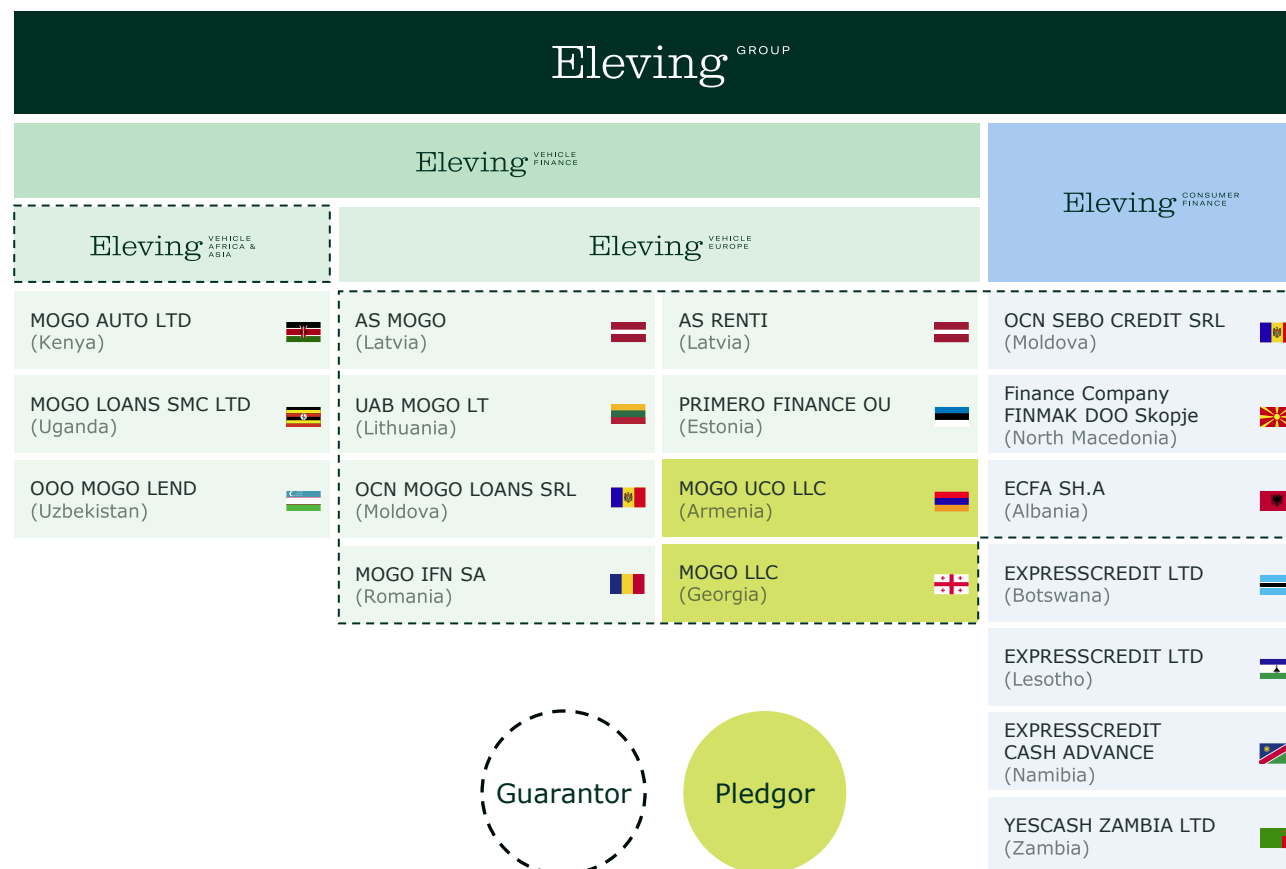 Eleving GROUP
Eleving VEHICLE FINANCE
Eleving CONSUMER FINANCE
Eleving VEHICLE AFRICA & ASIA
Eleving VEHICLE EUROPE
MOGO AUTO LTD
(Kenya)
MOGO LOANS SMC LTD
(Uganda)
OOO MOGO LEND
(Uzbekistan)
AS MOGO
(Latvia)
UAB MOGO LT
(Lithuania)
OCN MOGO LOANS SRL
(Moldova)
MOGO IFN SA
(Romania)
AS RENTI
(Latvia)
PRIMERO FINANCE OU
(Estonia)
MOGO UCO LLC
(Armenia)
MOGO LLC
(Georgia)
OCN SEBO CREDIT SRL
(Moldova)
Finance Company
FINMAK DOO Skopje
(North Macedonia)
ECFA SH.A
(Albania)
EXPRESSCREDIT LTD
(Botswana)
EXPRESSCREDIT LTD
(Lesotho)
EXPRESSCREDIT
CASH ADVANCE
(Namibia)
YESCASH ZAMBIA LTD
(Zambia)
Guarantor
Pledgor